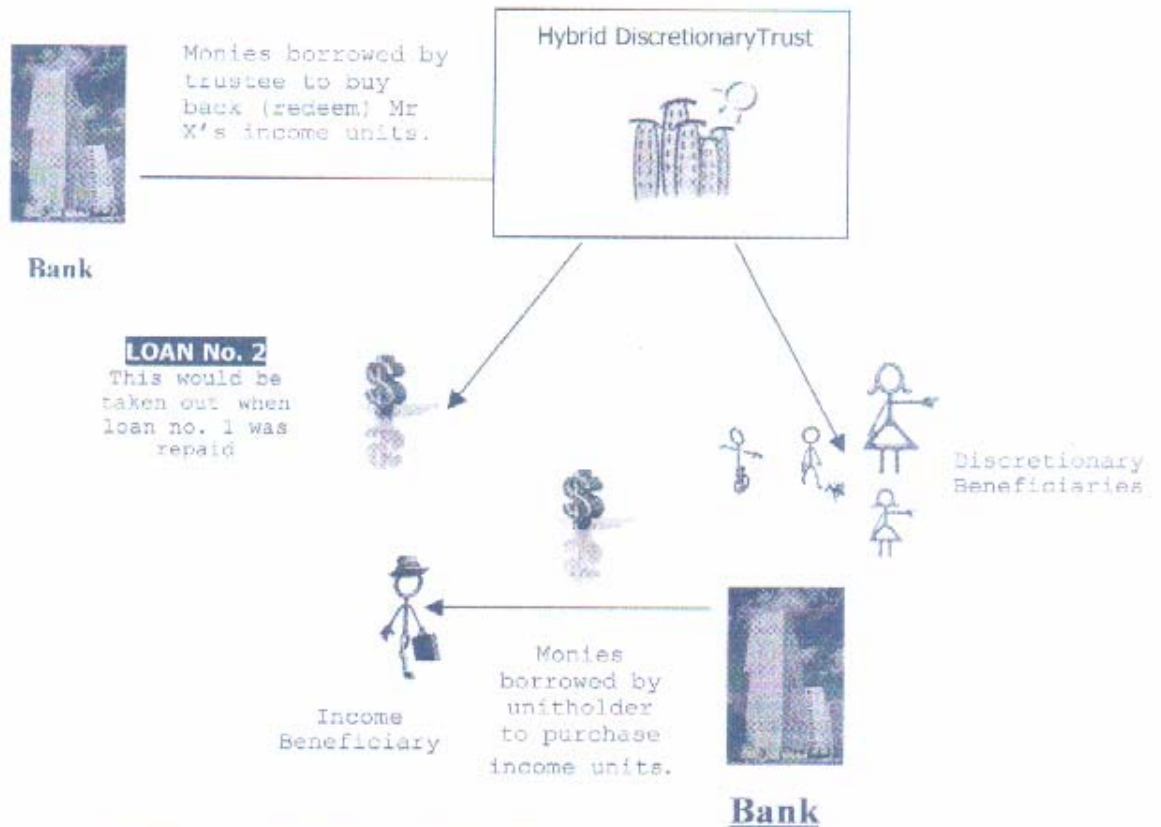 Hybrid DiscretionaryTrust
Monies borrowed by
trustee to buy
back (redeem) Mr
X's income units.
Bank
LOAN No. 2
This would be
taken out when
loan no. 1 was
repaid
Discretionary
Beneficiaries
Income
Beneficiary
Monies
borrowed by
unitholder
to purchase
income units.
Bank